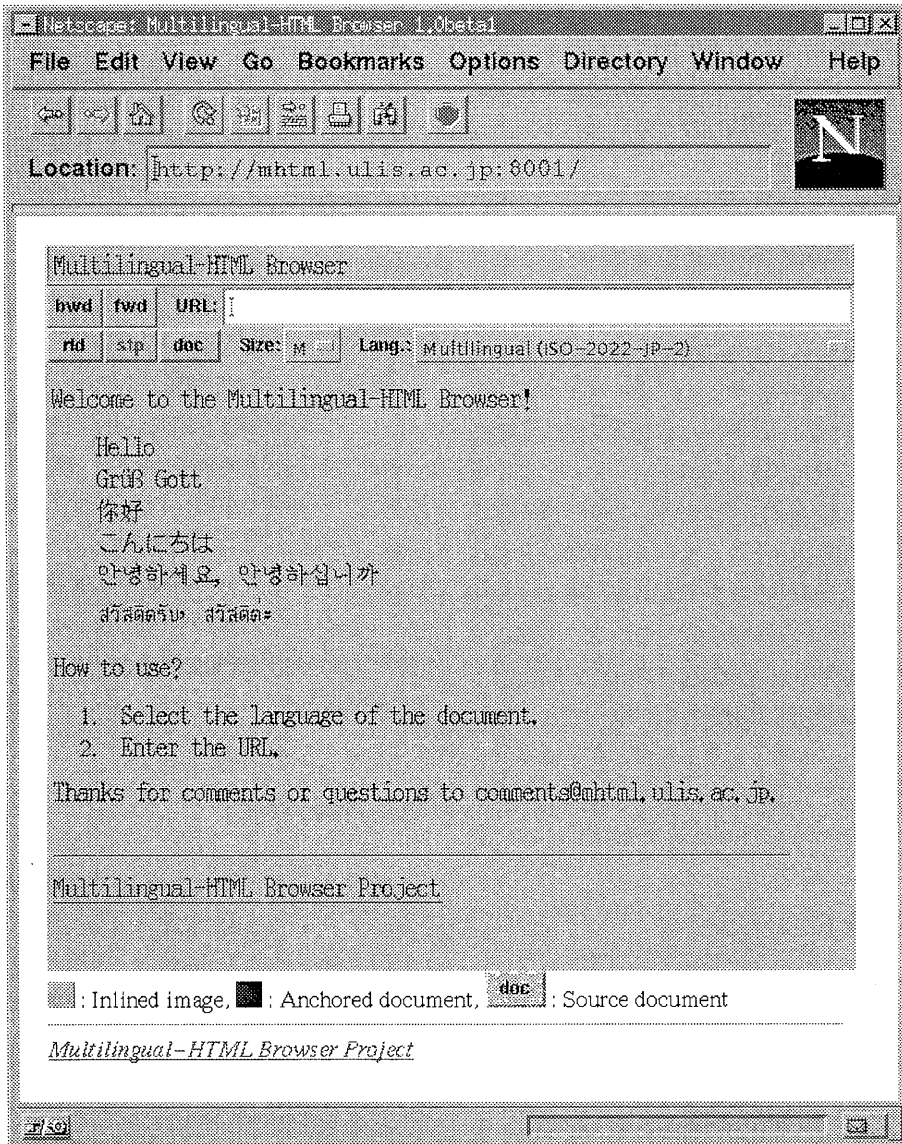 Netscape: Multilingual-HTML Browser 1.0beta1
File Edit View Go Bookmarks Options Directory Window Help
Location: http://mhtml.ulis.ac.jp:8001/
N
Multilingual-HTML Browser
bwd fwd URL:
rld stp doc Size: M Lang.: Multilingual (ISO-2022-JP-2)
Welcome to the Multilingual-HTML Browser!
Hello
Grüß Gott
你好
こんにちは
안녕하세요, 안녕하십니까
สวัสดีครับ, สวัสดีค่ะ
How to use?
1. Select the language of the document.
2. Enter the URL.
Thanks for comments or questions to comments@mhtml.ulis.ac.jp.
Multilingual-HTML Browser Project
: Inlined image, : Anchored document, doc : Source document
Multilingual-HTML Browser Project